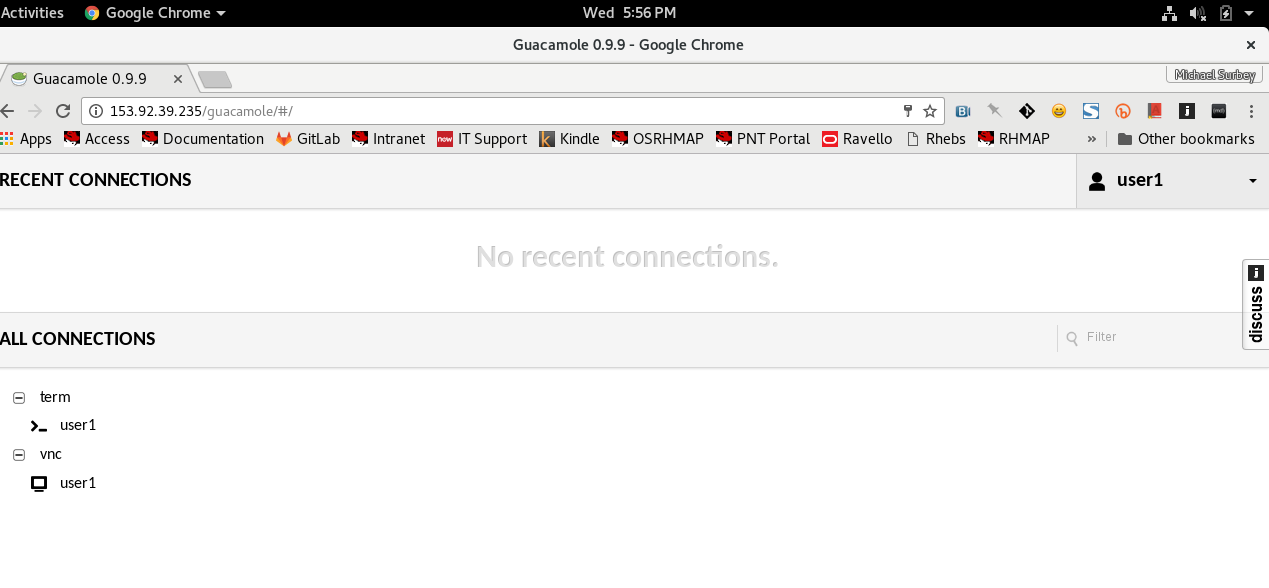 Activities Google Chrome Wed 5:56 PM
Guacamole 0.9.9 - Google Chrome
Guacamole 0.9.9 Michael Surbey
153.92.39.235/guacamole/#/
Apps Access Documentation GitLab Intranet now IT Support Kindle OSRHMAP PNT Portal Ravello Rhebs RHMAP » Other bookmarks
RECENT CONNECTIONS user1
No recent connections.
discuss
ALL CONNECTIONS Filter
term
user1
vnc
user1